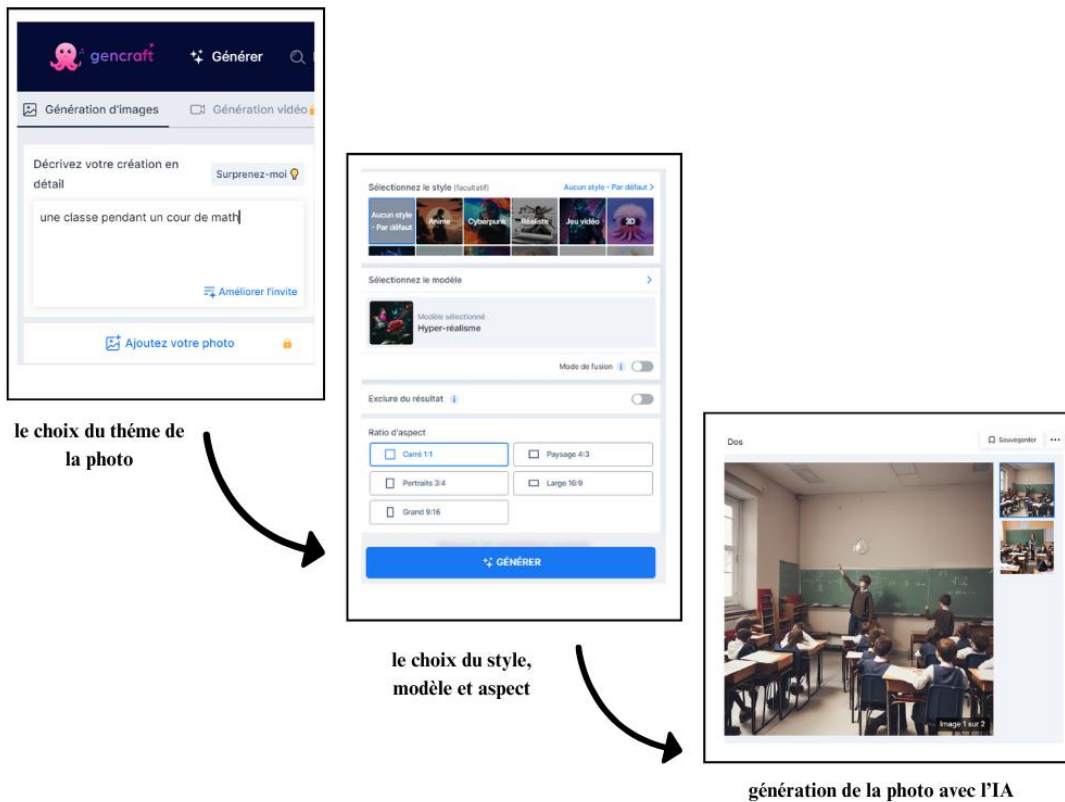 gencraft
Générer
Génération d'images
Génération vidéo
Décrivez votre création en
détail
Surprenez-moi
une classe pendant un cour de math
Améliorer l'invite
Ajoutez votre photo
le choix du théme de
la photo
Sélectionnez le style (facultatif)
Aucun style - Par défaut >
Aucun style
- Par défaut
Anime
Cyberpunk
Réaliste
Jeu vidéo
3D
Sélectionnez le modèle
Modèle sélectionné
Hyper-réalisme
Mode de fusion
Exclure du résultat
Ratio d'aspect
Carré 1:1
Paysage 4:3
Portraits 3:4
Large 16:9
Grand 9:16
GÉNÉRER
le choix du style,
modèle et aspect
Dos
Sauvegarder
Image 1 sur 2
génération de la photo avec l'IA